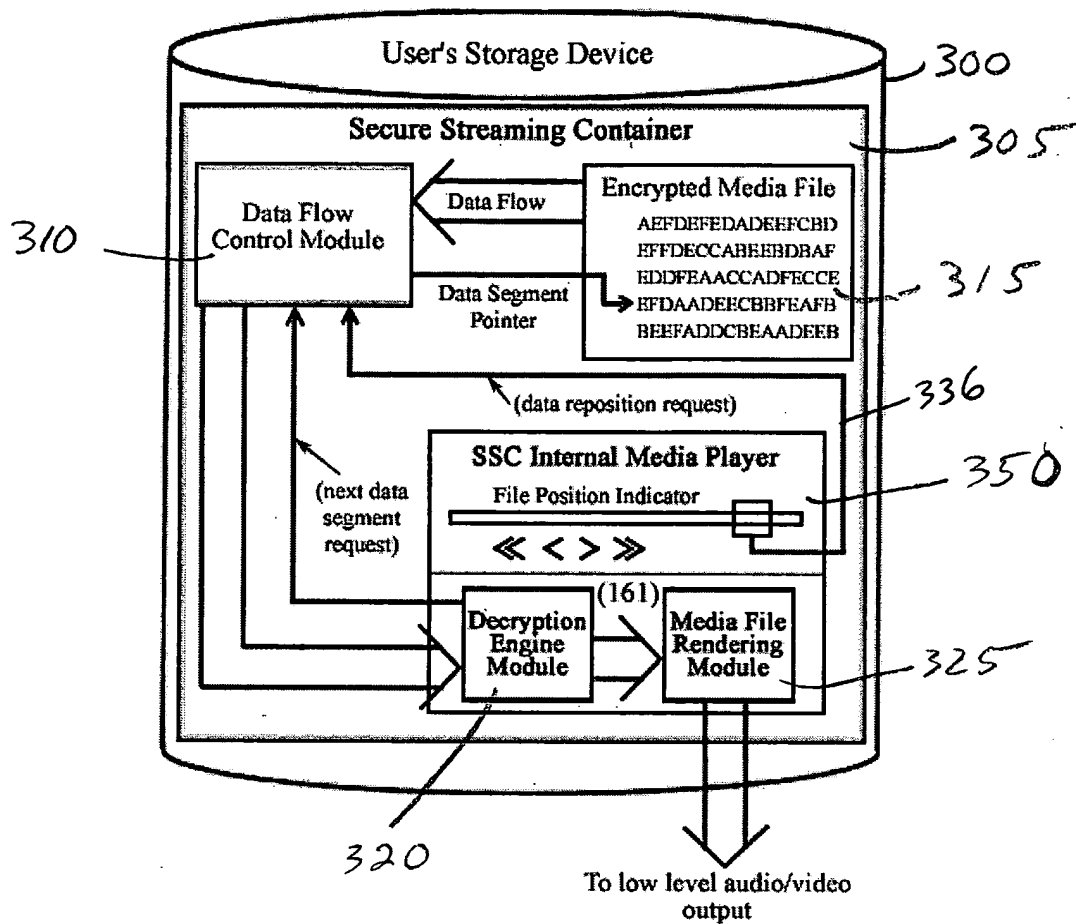 User's Storage Device
300
Secure Streaming Container
305
Data Flow
Control Module
310
Data Flow
Data Segment
Pointer
Encrypted Media File
AEFDEFEDADEEFCBD
EFFDECCABEEBDBAF
EDDFEAACCADFECCE
EFDAADEECBBFEAFB
BEEFADDCBEAADEEB
315
(data reposition request)
336
(next data
segment
request)
SSC Internal Media Player
350
File Position Indicator
≪ < > ≫
(161)
Decryption
Engine
Module
Media File
Rendering
Module
325
320
To low level audio/video
output